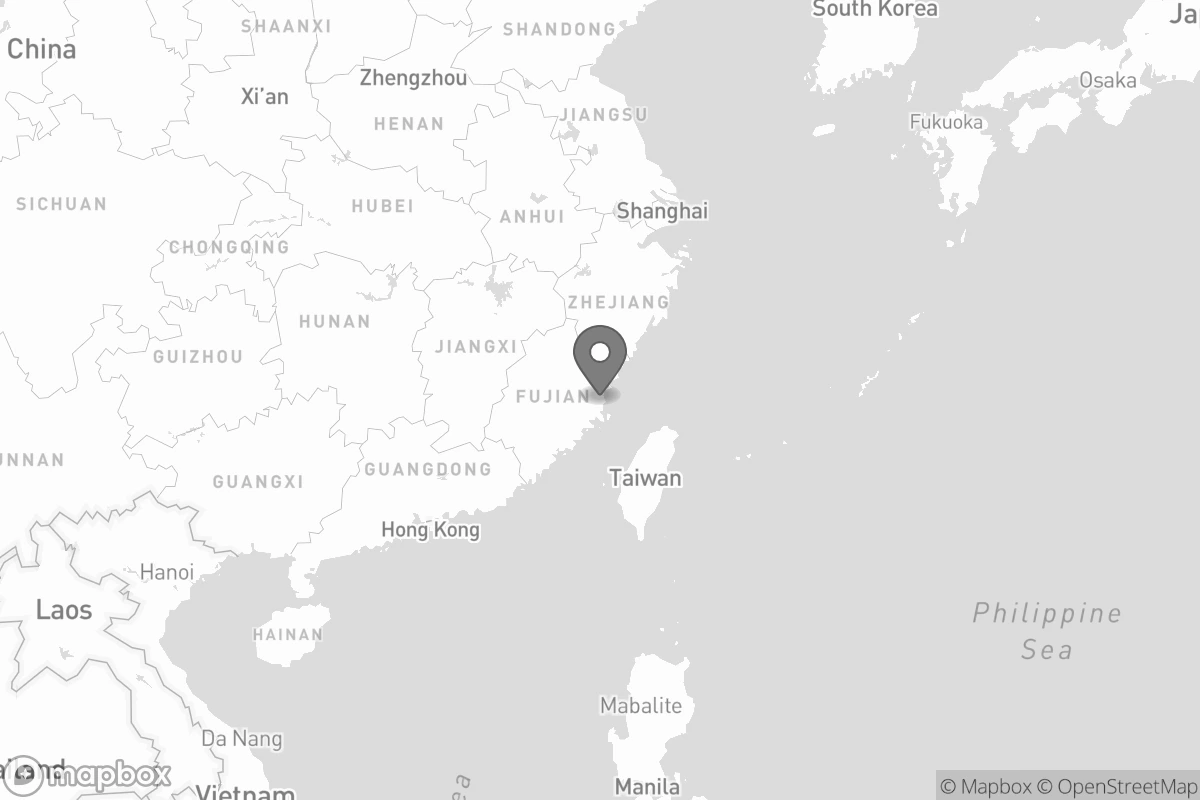 South Korea
Ja
SHAANXI
SHANDONG
China
Zhengzhou
Xi'an
Osaka
JIANGSU
HENAN
Fukuoka
SICHUAN
HUBEI
ANHUI
Shanghai
CHONGQING
ZHEJIANG
HUNAN
JIANGXI
GUIZHOU
FUJIAN
UNNAN
GUANGXI
GUANGDONG
Taiwan
Hong Kong
Hanoi
Laos
HAINAN
Philippine
Sea
Mabalite
Da Nang
ailand
mapbox
Manila
Vietnam
ea
© Mapbox © OpenStreetMap